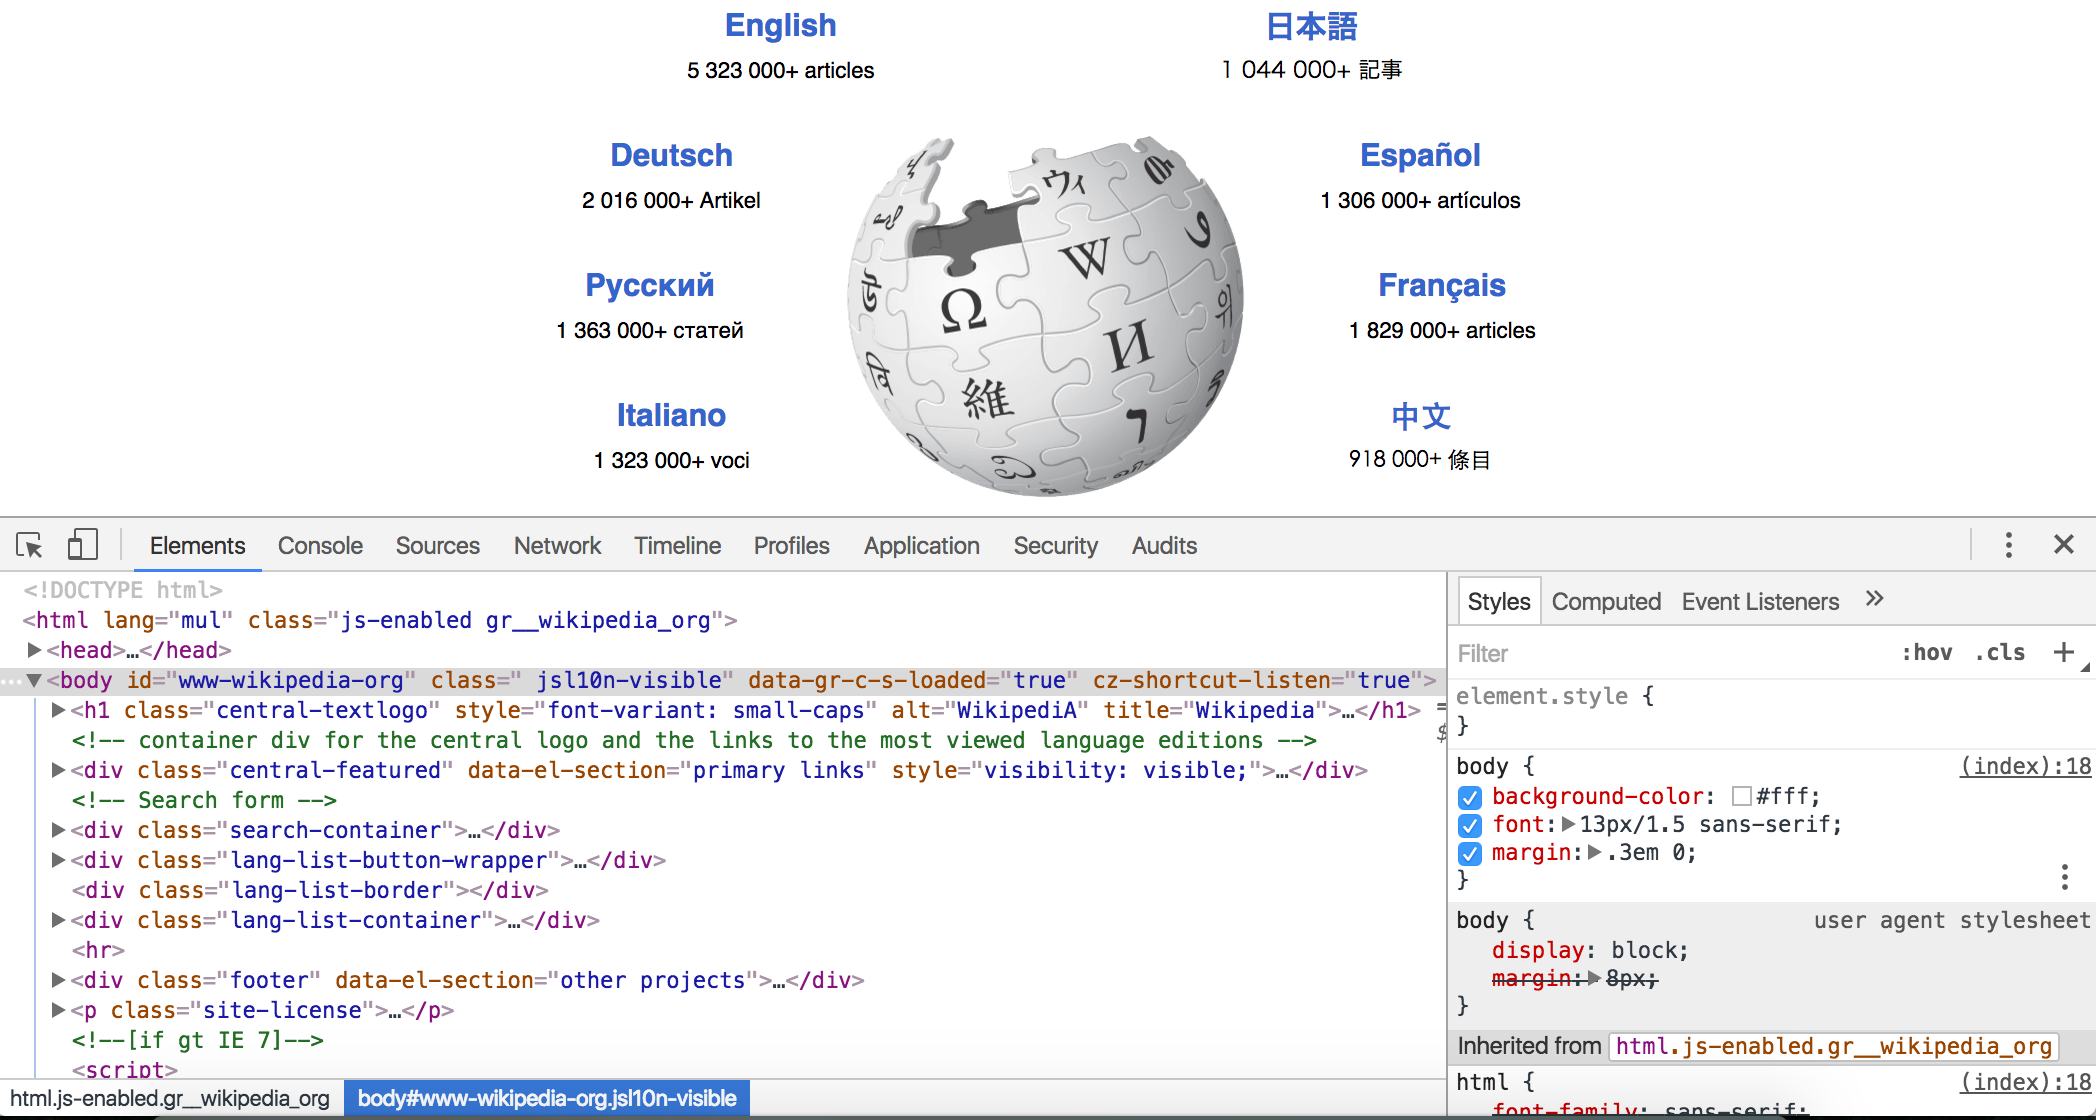 English
5 323 000+ articles
日本語
1 044 000+ 記事
Deutsch
2 016 000+ Artikel
Español
1 306 000+ artículos
Русский
1 363 000+ статей
Français
1 829 000+ articles
Italiano
1 323 000+ voci
中文
918 000+ 條目
ウィ
W
Ω
И
維
Elements Console Sources Network Timeline Profiles Application Security Audits
<!DOCTYPE html>
<html lang="mul" class="js-enabled gr__wikipedia_org">
<head>…</head>
<body id="www-wikipedia-org" class=" jsl10n-visible" data-gr-c-s-loaded="true" cz-shortcut-listen="true">
<h1 class="central-textlogo" style="font-variant: small-caps" alt="WikipediA" title="Wikipedia">…</h1> =
$
<!-- container div for the central logo and the links to the most viewed language editions -->
<div class="central-featured" data-el-section="primary links" style="visibility: visible;">…</div>
<!-- Search form -->
<div class="search-container">…</div>
<div class="lang-list-button-wrapper">…</div>
<div class="lang-list-border"></div>
<div class="lang-list-container">…</div>
<hr>
<div class="footer" data-el-section="other projects">…</div>
<p class="site-license">…</p>
<!--[if gt IE 7]-->
<script>
html.js-enabled.gr__wikipedia_org body#www-wikipedia-org.jsl10n-visible
Styles Computed Event Listeners »
Filter :hov .cls +
element.style {
}
body { (index):18
background-color: #fff;
font: 13px/1.5 sans-serif;
margin: .3em 0;
}
body { user agent stylesheet
display: block;
margin: 8px;
}
Inherited from html.js-enabled.gr__wikipedia_org
html { (index):18
font-family: sans-serif;